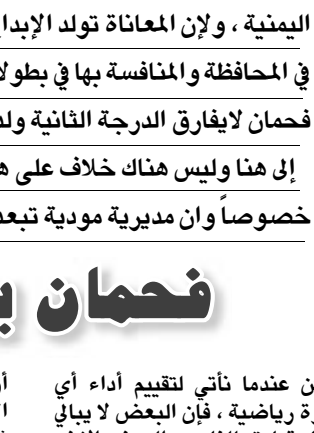 اليمنية ، ولإن المعاناة تولد الإبدا
في المحافظة والمنافسة بها في بطولا
فحمان لايفارق الدرجة الثانية ولد
إلى هنا وليس هناك خلاف على ه
خصوصاً وان مديرية مودية تبعد
فحمان ب
ن عندما نأتي لتقييم أداء أي
رة رياضية ، فإن البعض لا يبالي